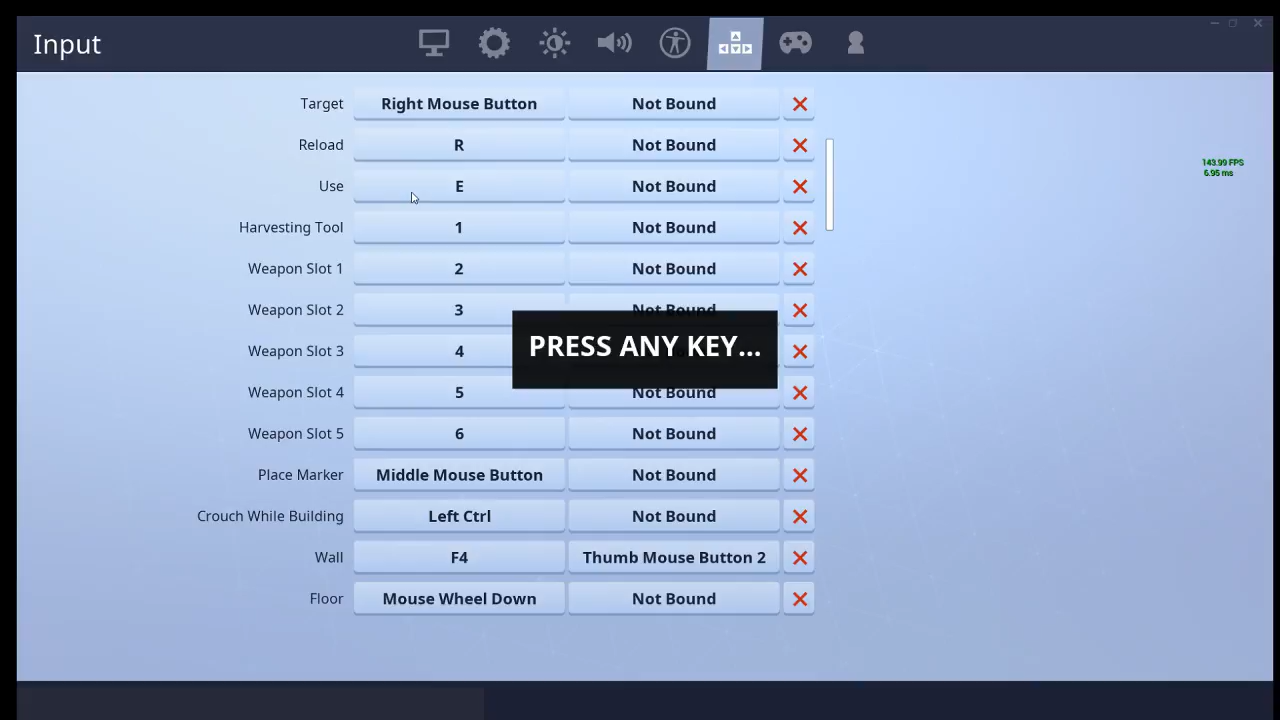 Input
143.99 FPS
6.95 ms
Target Right Mouse Button Not Bound
Reload R Not Bound
Use E Not Bound
Harvesting Tool 1 Not Bound
Weapon Slot 1 2 Not Bound
Weapon Slot 2 3 Not Bound
Weapon Slot 3 4
PRESS ANY KEY...
Weapon Slot 4 5 Not Bound
Weapon Slot 5 6 Not Bound
Place Marker Middle Mouse Button Not Bound
Crouch While Building Left Ctrl Not Bound
Wall F4 Thumb Mouse Button 2
Floor Mouse Wheel Down Not Bound